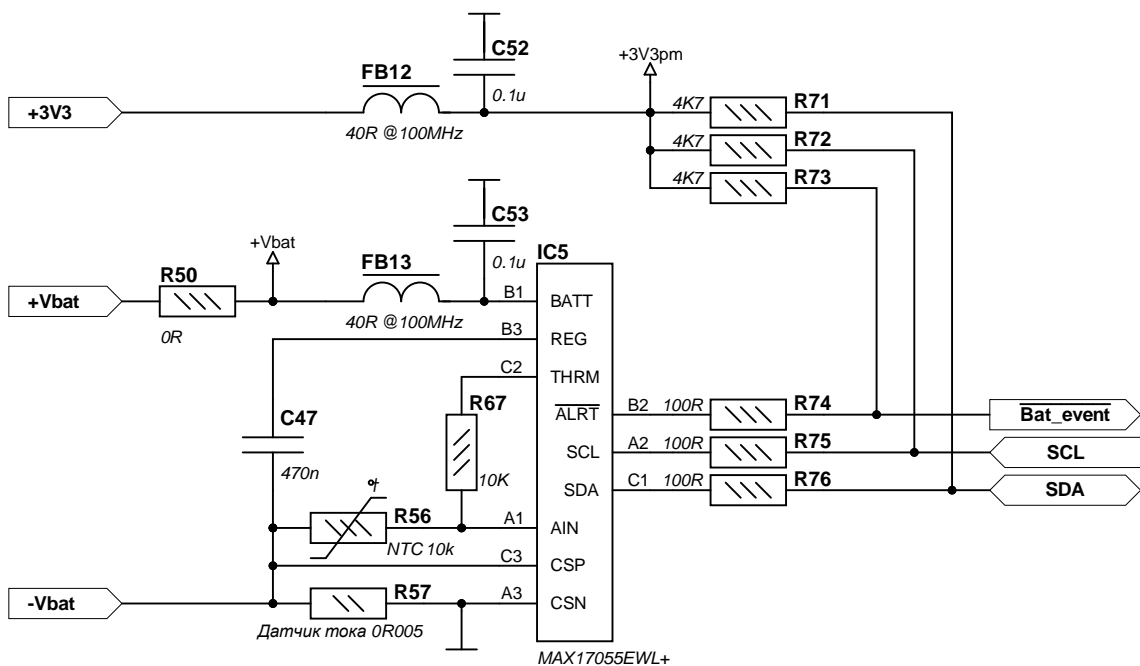 C52
FB12
0.1u
+3V3pm
+3V3
4K7
R71
40R @100MHz
4K7
R72
4K7
R73
C53
+Vbat
IC5
R50
FB13
0.1u
+Vbat
B1
BATT
0R
40R @100MHz
B3
REG
C2
THRM
C47
R67
ALRT
B2
100R
R74
Bat_event
SCL
A2
100R
R75
SCL
470n
10K
SDA
C1
100R
R76
SDA
R56
A1
AIN
NTC 10k
C3
CSP
-Vbat
R57
A3
CSN
Датчик тока 0R005
MAX17055EWL+